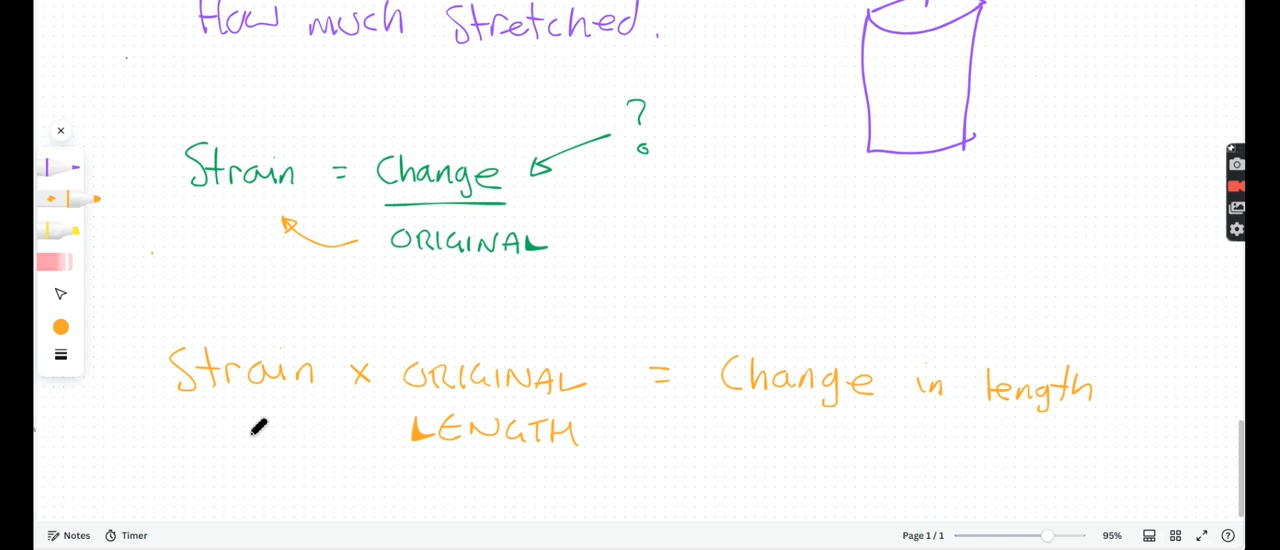 How much stretched.
?
Strain = Change
ORIGINAL
Strain x ORIGINAL = Change in length
LENGTH
Notes Timer Page 1 / 1 95%